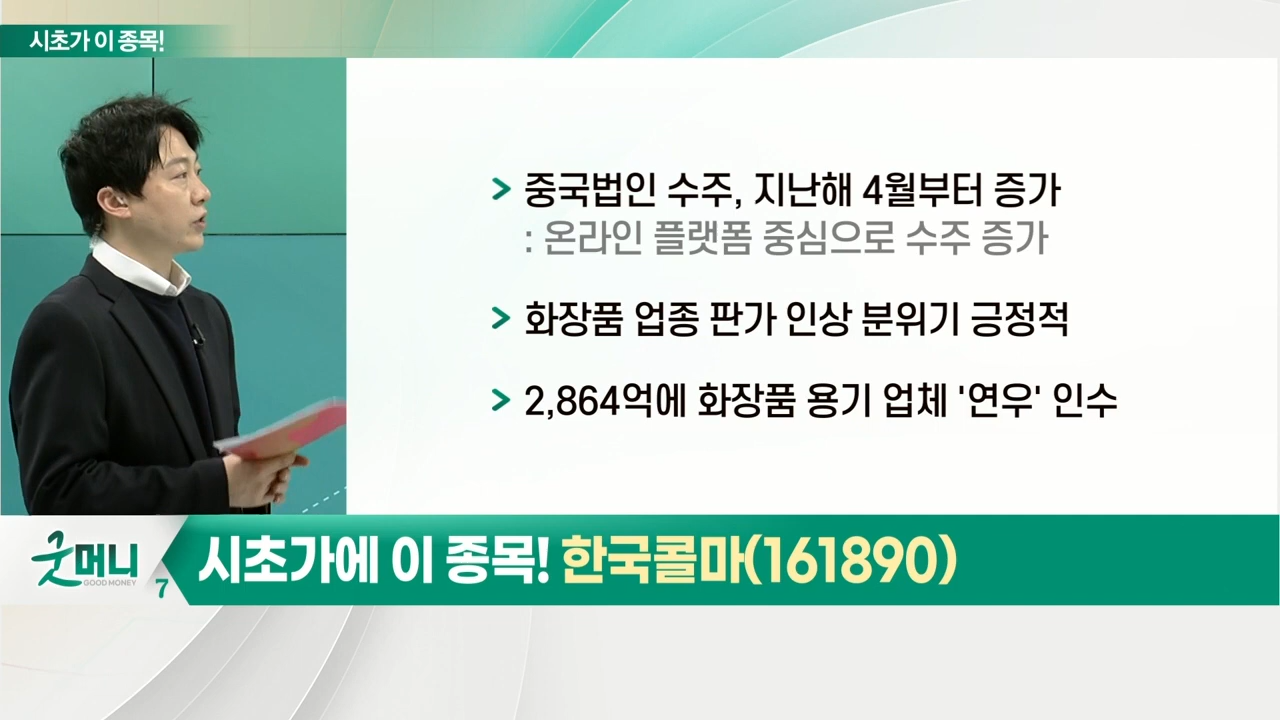 시초가 이 종목!
> 중국법인 수주, 지난해 4월부터 증가
: 온라인 플랫폼 중심으로 수주 증가
> 화장품 업종 판가 인상 분위기 긍정적
> 2,864억에 화장품 용기 업체 '연우' 인수
굿머니
GOOD MONEY
7
시초가에 이 종목! 한국콜마(161890)